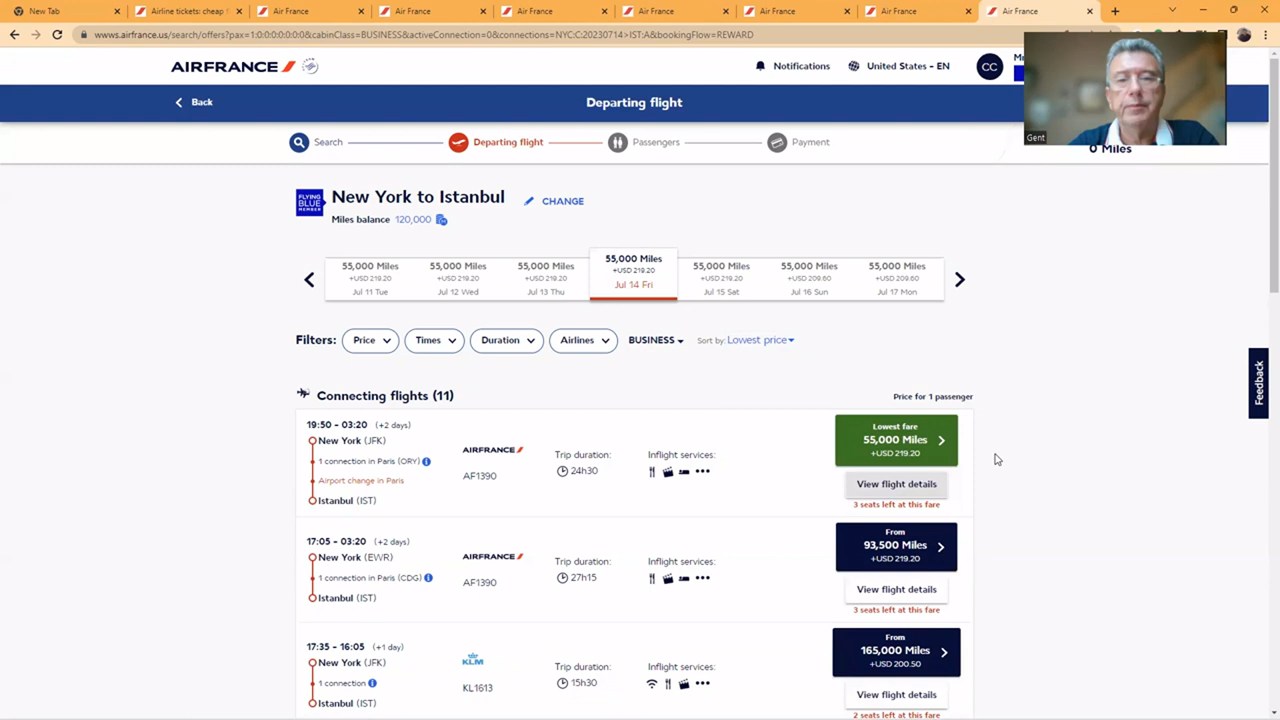 New Tab
Airline tickets: cheap f
Air France
Air France
Air France
Air France
Air France
Air France
Air France
wwws.airfrance.us/search/offers?pax=1:0:0:0:0:0:0:0&cabinClass=BUSINESS&activeConnection=0&connections=NYC:C:20230714>IST:A&bookingFlow=REWARD
AIRFRANCE
Notifications
United States - EN
CC
Back
Departing flight
Gent
0 Miles
Search
Departing flight
Passengers
Payment
FLYING BLUE MEMBER
New York to Istanbul
CHANGE
Miles balance 120,000
55,000 Miles
+USD 219.20
Jul 11 Tue
55,000 Miles
+USD 219.20
Jul 12 Wed
55,000 Miles
+USD 219.20
Jul 13 Thu
55,000 Miles
+USD 219.20
Jul 14 Fri
55,000 Miles
+USD 219.20
Jul 15 Sat
55,000 Miles
+USD 209.60
Jul 16 Sun
55,000 Miles
+USD 209.60
Jul 17 Mon
Filters:
Price
Times
Duration
Airlines
BUSINESS
Sort by: Lowest price
Feedback
Connecting flights (11)
Price for 1 passenger
19:50 - 03:20 (+2 days)
New York (JFK)
1 connection in Paris (ORY)
Airport change in Paris
Istanbul (IST)
AIRFRANCE
AF1390
Trip duration:
24h30
Inflight services:
Lowest fare
55,000 Miles
+USD 219.20
View flight details
3 seats left at this fare
17:05 - 03:20 (+2 days)
New York (EWR)
1 connection in Paris (CDG)
Istanbul (IST)
AIRFRANCE
AF1390
Trip duration:
27h15
Inflight services:
From
93,500 Miles
+USD 219.20
View flight details
3 seats left at this fare
17:35 - 16:05 (+1 day)
New York (JFK)
1 connection
Istanbul (IST)
KLM
KL1613
Trip duration:
15h30
Inflight services:
From
165,000 Miles
+USD 200.50
View flight details
2 seats left at this fare